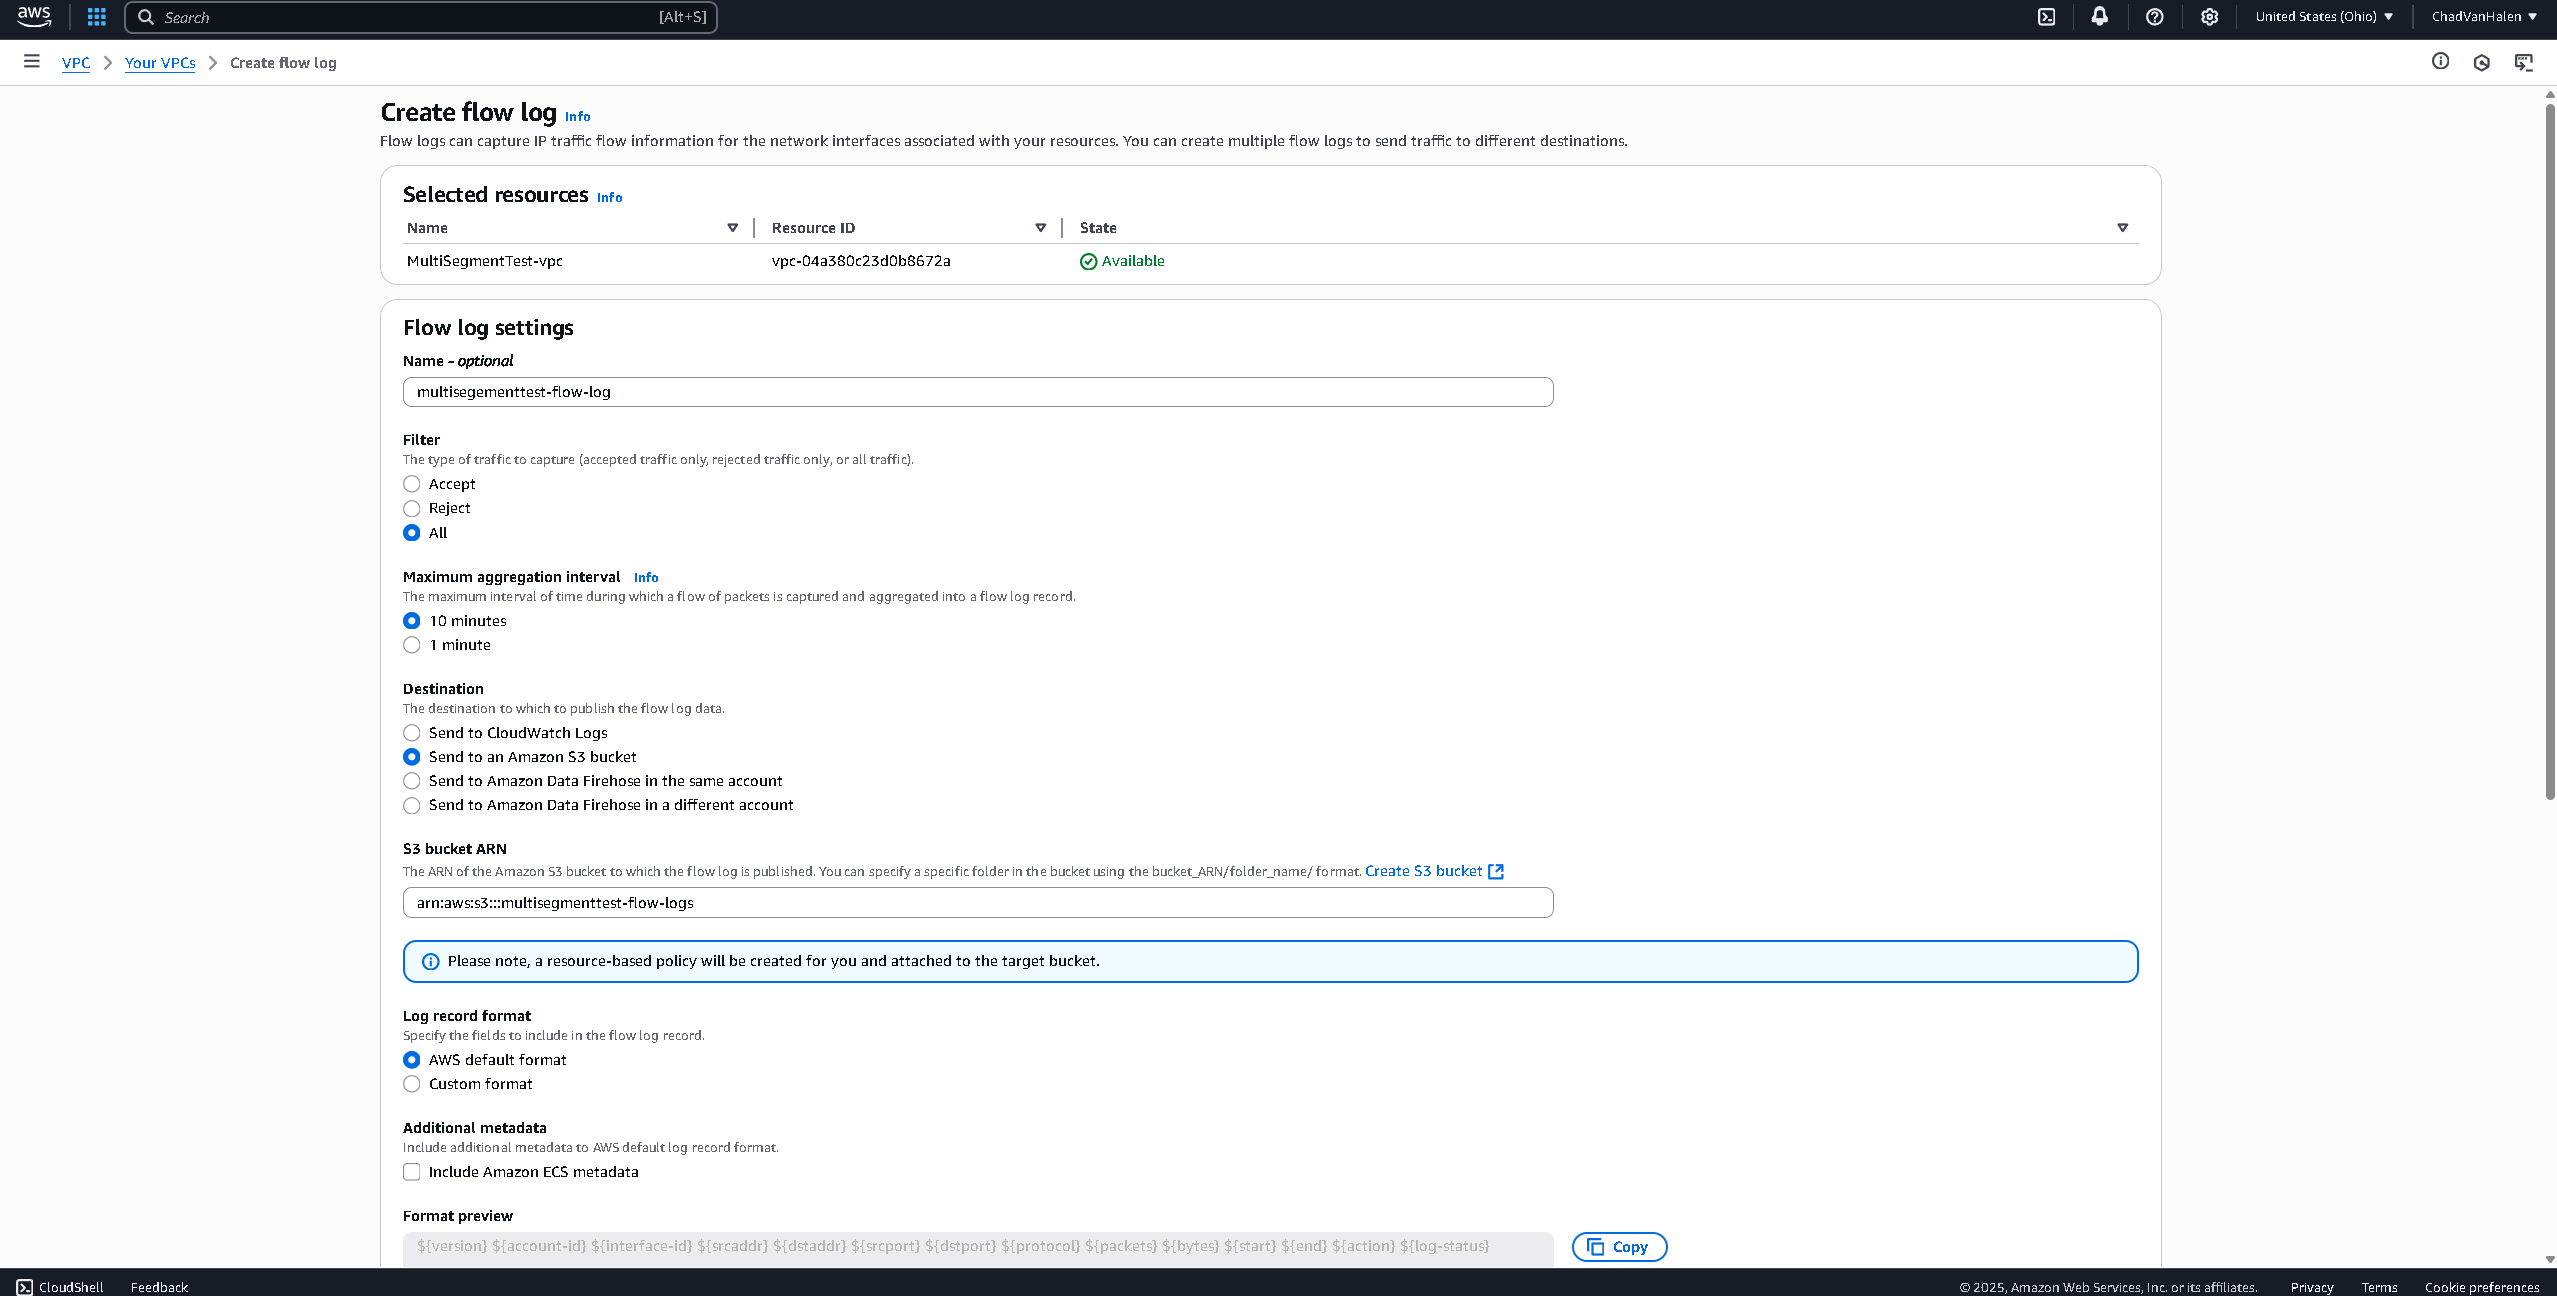 aws
Search [Alt+S]
United States (Ohio)
ChadVanHalen
VPC
Your VPCs
Create flow log
Create flow log Info
Flow logs can capture IP traffic flow information for the network interfaces associated with your resources. You can create multiple flow logs to send traffic to different destinations.
Selected resources Info
Name Resource ID State
MultiSegmentTest-vpc vpc-04a380c23d0b8672a Available
Flow log settings
Name - optional
multisegementtest-flow-log
Filter
The type of traffic to capture (accepted traffic only, rejected traffic only, or all traffic).
Accept
Reject
All
Maximum aggregation interval Info
The maximum interval of time during which a flow of packets is captured and aggregated into a flow log record.
10 minutes
1 minute
Destination
The destination to which to publish the flow log data.
Send to CloudWatch Logs
Send to an Amazon S3 bucket
Send to Amazon Data Firehose in the same account
Send to Amazon Data Firehose in a different account
S3 bucket ARN
The ARN of the Amazon S3 bucket to which the flow log is published. You can specify a specific folder in the bucket using the bucket_ARN/folder_name/ format. Create S3 bucket
arn:aws:s3:::multisegmenttest-flow-logs
Please note, a resource-based policy will be created for you and attached to the target bucket.
Log record format
Specify the fields to include in the flow log record.
AWS default format
Custom format
Additional metadata
Include additional metadata to AWS default log record format.
Include Amazon ECS metadata
Format preview
${version} ${account-id} ${interface-id} ${srcaddr} ${dstaddr} ${srcport} ${dstport} ${protocol} ${packets} ${bytes} ${start} ${end} ${action} ${log-status}
Copy
CloudShell Feedback © 2025, Amazon Web Services, Inc. or its affiliates. Privacy Terms Cookie preferences